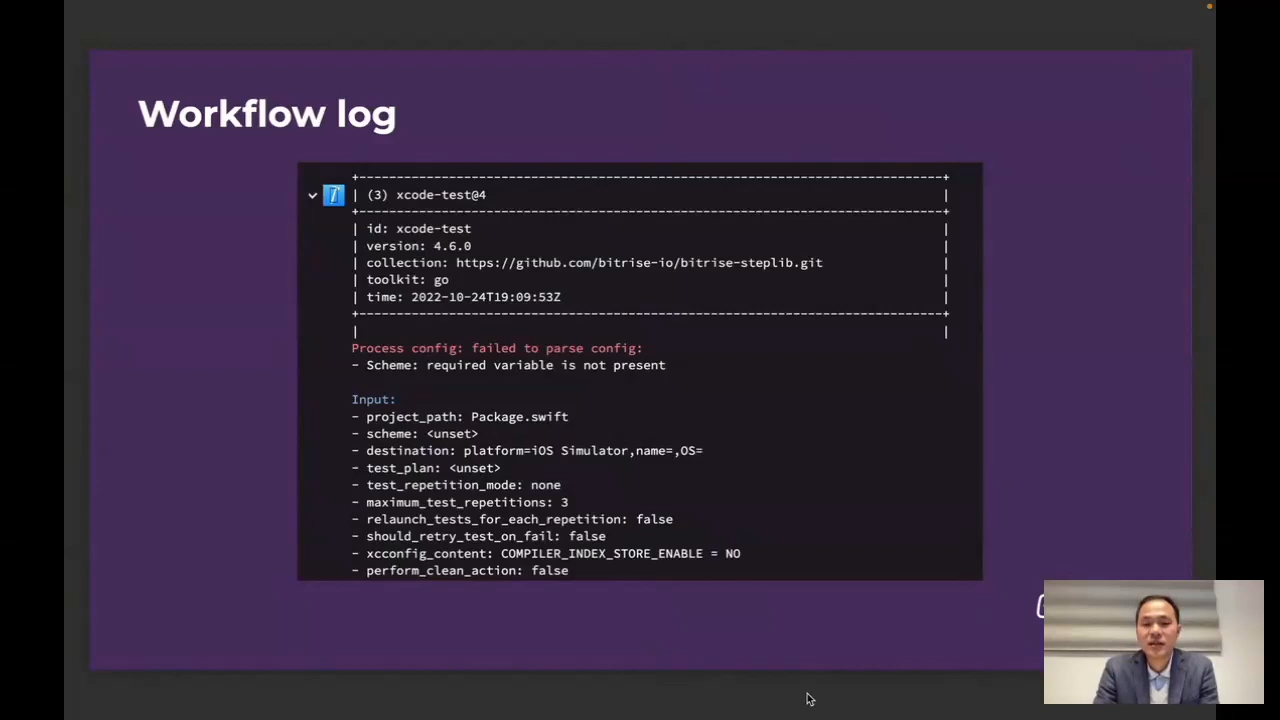 Workflow log
+-------------------------------------------------------------------------------+
| (3) xcode-test@4 |
+-------------------------------------------------------------------------------+
| id: xcode-test |
| version: 4.6.0 |
| collection: https://github.com/bitrise-io/bitrise-steplib.git |
| toolkit: go |
| time: 2022-10-24T19:09:53Z |
+-------------------------------------------------------------------------------+
| |
Process config: failed to parse config:
- Scheme: required variable is not present
Input:
- project_path: Package.swift
- scheme: <unset>
- destination: platform=iOS Simulator,name=,OS=
- test_plan: <unset>
- test_repetition_mode: none
- maximum_test_repetitions: 3
- relaunch_tests_for_each_repetition: false
- should_retry_test_on_fail: false
- xcconfig_content: COMPILER_INDEX_STORE_ENABLE = NO
- perform_clean_action: false